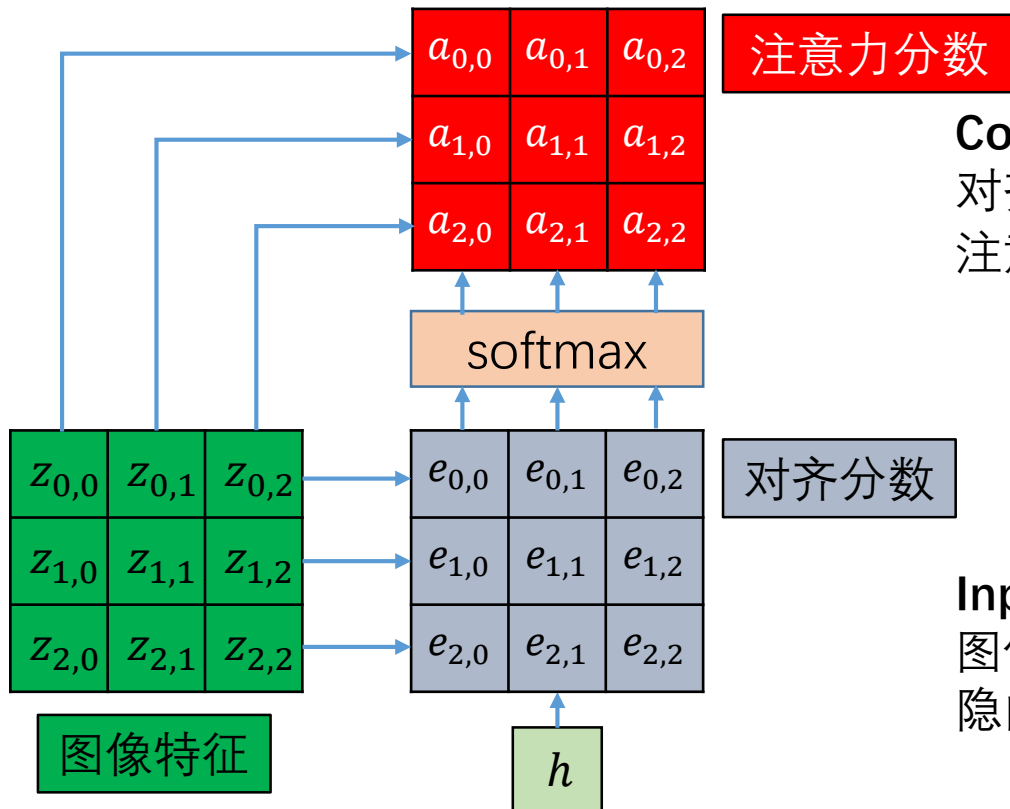 a0,0 a0,1 a0,2
注意力分数
a1,0 a1,1 a1,2
a2,0 a2,1 a2,2
softmax
z0,0 z0,1 z0,2
e0,0 e0,1 e0,2
对齐分数
z1,0 z1,1 z1,2
e1,0 e1,1 e1,2
z2,0 z2,1 z2,2
e2,0 e2,1 e2,2
图像特征
h